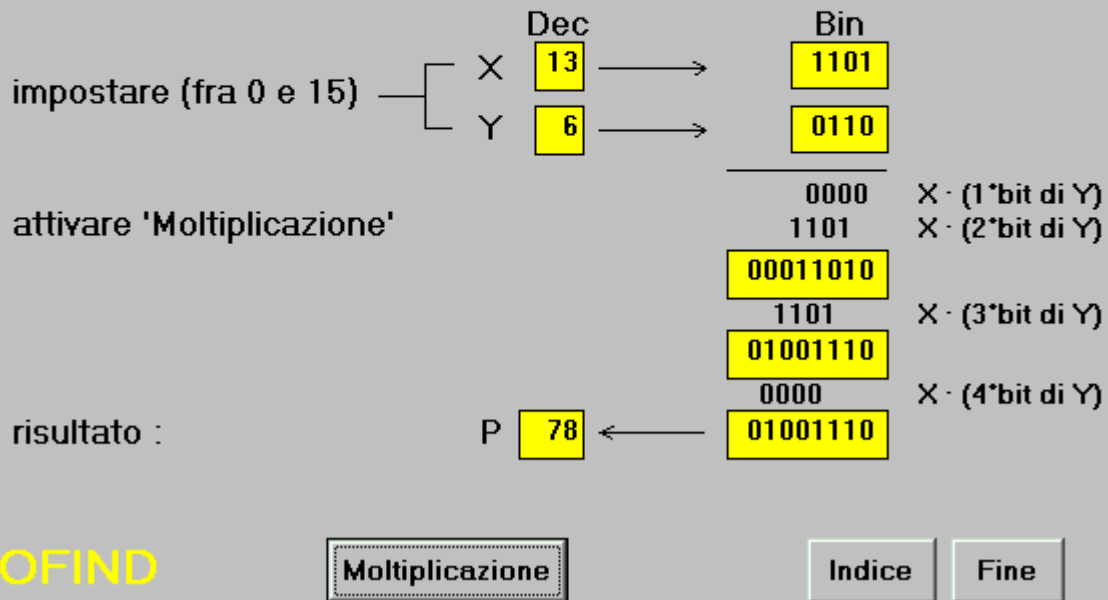 Dec Bin
X 13 1101
impostare (fra 0 e 15)
Y 6 0110
0000 X · (1°bit di Y)
attivare 'Moltiplicazione' 1101 X · (2°bit di Y)
00011010
1101 X · (3°bit di Y)
01001110
0000 X · (4°bit di Y)
risultato : P 78 01001110
OFIND Moltiplicazione Indice Fine